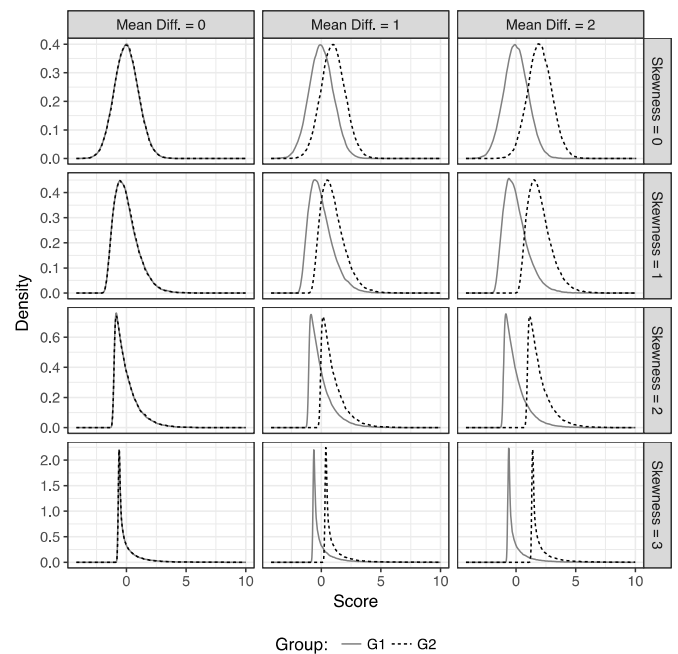 Mean Diff. = 0
Mean Diff. = 1
Mean Diff. = 2
0.4
0.3
0.2
0.1
0.0
Skewness = 0
0.4
0.3
0.2
0.1
0.0
Skewness = 1
Density
0.6
0.4
0.2
0.0
Skewness = 2
2.0
1.5
1.0
0.5
0.0
Skewness = 3
0 5 10 0 5 10 0 5 10
Score
Group: G1 G2